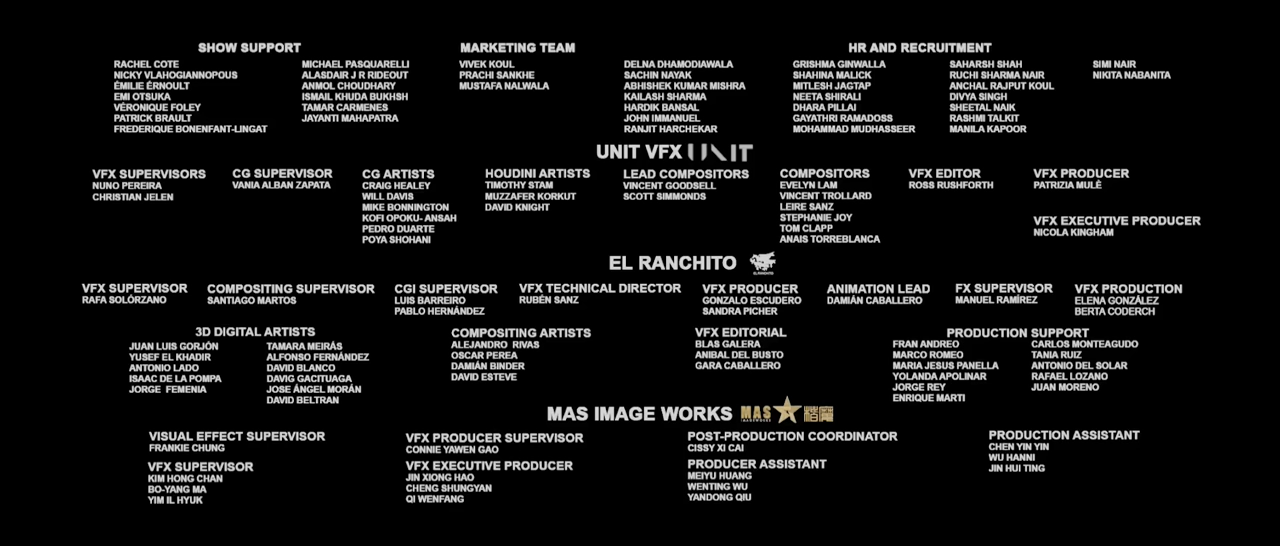 SHOW SUPPORT
RACHEL COTE
NICKY VLAHOGIANNOPOUS
ÉMILIE ÉRNOULT
EMI OTSUKA
VÉRONIQUE FOLEY
PATRICK BRAULT
FREDERIQUE BONENFANT-LINGAT
MICHAEL PASQUARELLI
ALASDAIR J R RIDEOUT
ANMOL CHOUDHARY
ISMAIL KHUDA BUKHSH
TAMAR CARMENES
JAYANTI MAHAPATRA
MARKETING TEAM
VIVEK KOUL
PRACHI SANKHE
MUSTAFA NALWALA
HR AND RECRUITMENT
DELNA DHAMODIAWALA
SACHIN NAYAK
ABHISHEK KUMAR MISHRA
KAILASH SHARMA
HARDIK BANSAL
JOHN IMMANUEL
RANJIT HARCHEKAR
GRISHMA GINWALLA
SHAHINA MALICK
MITLESH JAGTAP
NEETA SHIRALI
DHARA PILLAI
GAYATHRI RAMADOSS
MOHAMMAD MUDHASSEER
SAHARSH SHAH
RUCHI SHARMA NAIR
ANCHAL RAJPUT KOUL
DIVYA SINGH
SHEETAL NAIK
RASHMI TALKIT
MANILA KAPOOR
SIMI NAIR
NIKITA NABANITA
UNIT VFX UNIT
VFX SUPERVISORS
NUNO PEREIRA
CHRISTIAN JELEN
CG SUPERVISOR
VANIA ALBAN ZAPATA
CG ARTISTS
CRAIG HEALEY
WILL DAVIS
MIKE BONNINGTON
KOFI OPOKU- ANSAH
PEDRO DUARTE
POYA SHOHANI
HOUDINI ARTISTS
TIMOTHY STAM
MUZZAFER KORKUT
DAVID KNIGHT
LEAD COMPOSITORS
VINCENT GOODSELL
SCOTT SIMMONDS
COMPOSITORS
EVELYN LAM
VINCENT TROLLARD
LEIRE SANZ
STEPHANIE JOY
TOM CLAPP
ANAIS TORREBLANCA
VFX EDITOR
ROSS RUSHFORTH
VFX PRODUCER
PATRIZIA MULÈ
VFX EXECUTIVE PRODUCER
NICOLA KINGHAM
EL RANCHITO
VFX SUPERVISOR
RAFA SOLÓRZANO
COMPOSITING SUPERVISOR
SANTIAGO MARTOS
CGI SUPERVISOR
LUIS BARREIRO
PABLO HERNÁNDEZ
VFX TECHNICAL DIRECTOR
RUBÉN SANZ
VFX PRODUCER
GONZALO ESCUDERO
SANDRA PICHER
ANIMATION LEAD
DAMIÁN CABALLERO
FX SUPERVISOR
MANUEL RAMÍREZ
VFX PRODUCTION
ELENA GONZÁLEZ
BERTA CODERCH
3D DIGITAL ARTISTS
JUAN LUIS GORJÓN
YUSEF EL KHADIR
ANTONIO LADO
ISAAC DE LA POMPA
JORGE FEMENIA
TAMARA MEIRÁS
ALFONSO FERNÁNDEZ
DAVID BLANCO
DAVIG GACITUAGA
JOSE ÁNGEL MORÁN
DAVID BELTRAN
COMPOSITING ARTISTS
ALEJANDRO RIVAS
OSCAR PEREA
DAMIÁN BINDER
DAVID ESTEVE
VFX EDITORIAL
BLAS GALERA
ANIBAL DEL BUSTO
GARA CABALLERO
PRODUCTION SUPPORT
FRAN ANDREO
MARCO ROMEO
MARIA JESUS PANELLA
YOLANDA APOLINAR
JORGE REY
ENRIQUE MARTI
CARLOS MONTEAGUDO
TANIA RUIZ
ANTONIO DEL SOLAR
RAFAEL LOZANO
JUAN MORENO
MAS IMAGE WORKS MAS
VISUAL EFFECT SUPERVISOR
FRANKIE CHUNG
VFX SUPERVISOR
KIM HONG CHAN
BO-YANG MA
YIM IL HYUK
VFX PRODUCER SUPERVISOR
CONNIE YAWEN GAO
VFX EXECUTIVE PRODUCER
JIN XIONG HAO
CHENG SHUNGYAN
QI WENFANG
POST-PRODUCTION COORDINATOR
CISSY XI CAI
PRODUCER ASSISTANT
MEIYU HUANG
WENTING WU
YANDONG QIU
PRODUCTION ASSISTANT
CHEN YIN YIN
WU HANNI
JIN HUI TING